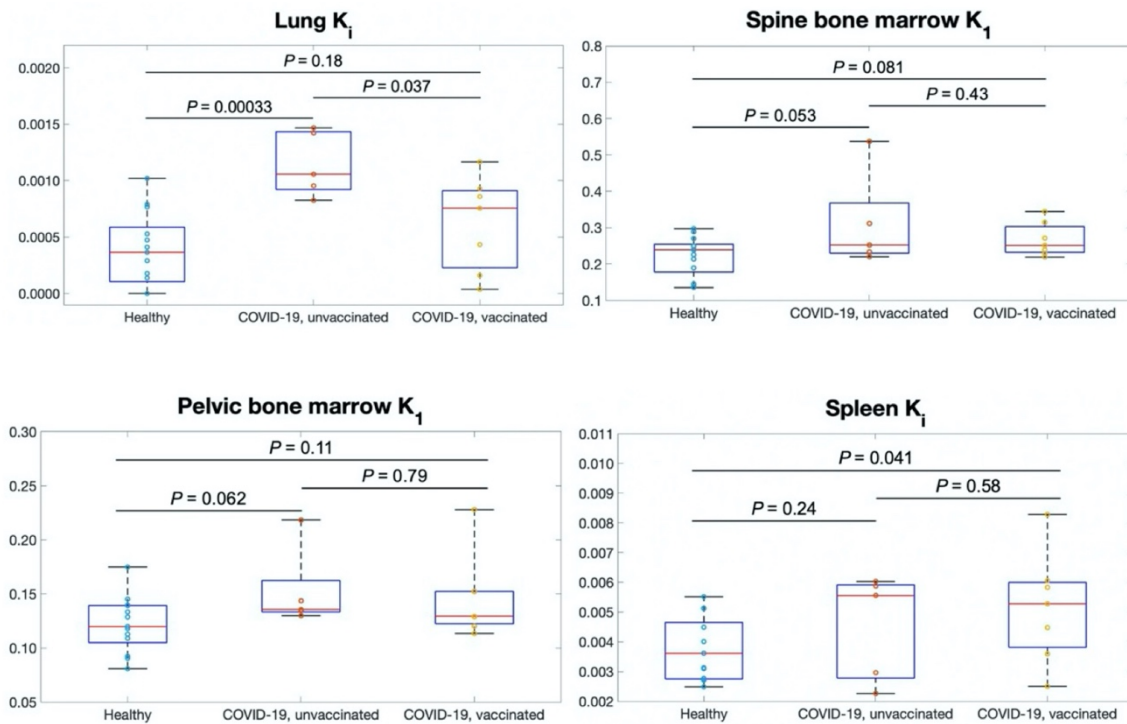 Lung Ki
0.0020
0.0015
0.0010
0.0005
0.0000
P = 0.18
P = 0.00033
P = 0.037
Healthy
COVID-19, unvaccinated
COVID-19, vaccinated
Spine bone marrow K1
0.8
0.7
0.6
0.5
0.4
0.3
0.2
0.1
P = 0.081
P = 0.053
P = 0.43
Healthy
COVID-19, unvaccinated
COVID-19, vaccinated
Pelvic bone marrow K1
0.30
0.25
0.20
0.15
0.10
0.05
P = 0.11
P = 0.062
P = 0.79
Healthy
COVID-19, unvaccinated
COVID-19, vaccinated
Spleen Ki
0.011
0.010
0.009
0.008
0.007
0.006
0.005
0.004
0.003
0.002
P = 0.041
P = 0.24
P = 0.58
Healthy
COVID-19, unvaccinated
COVID-19, vaccinated